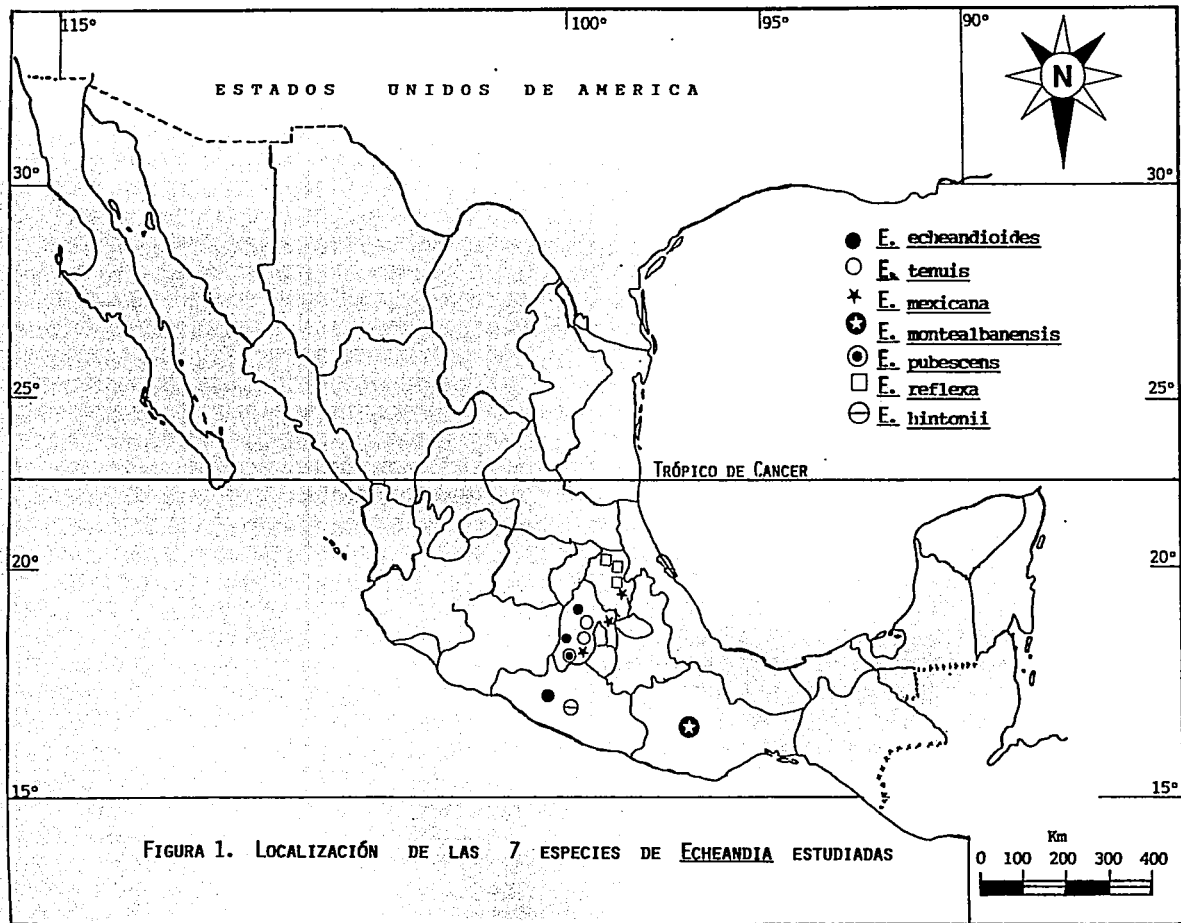 115° 100° 95° 90°
N
ESTADOS UNIDOS DE AMERICA
30° 30°
E. echeandioides
E. tenuis
E. mexicana
E. montealbanensis
E. pubescens
E. reflexa
E. hintonii
25° 25°
TRÓPICO DE CANCER
20° 20°
15° 15°
FIGURA 1. LOCALIZACIÓN DE LAS 7 ESPECIES DE ECHEANDIA ESTUDIADAS
Km
0 100 200 300 400